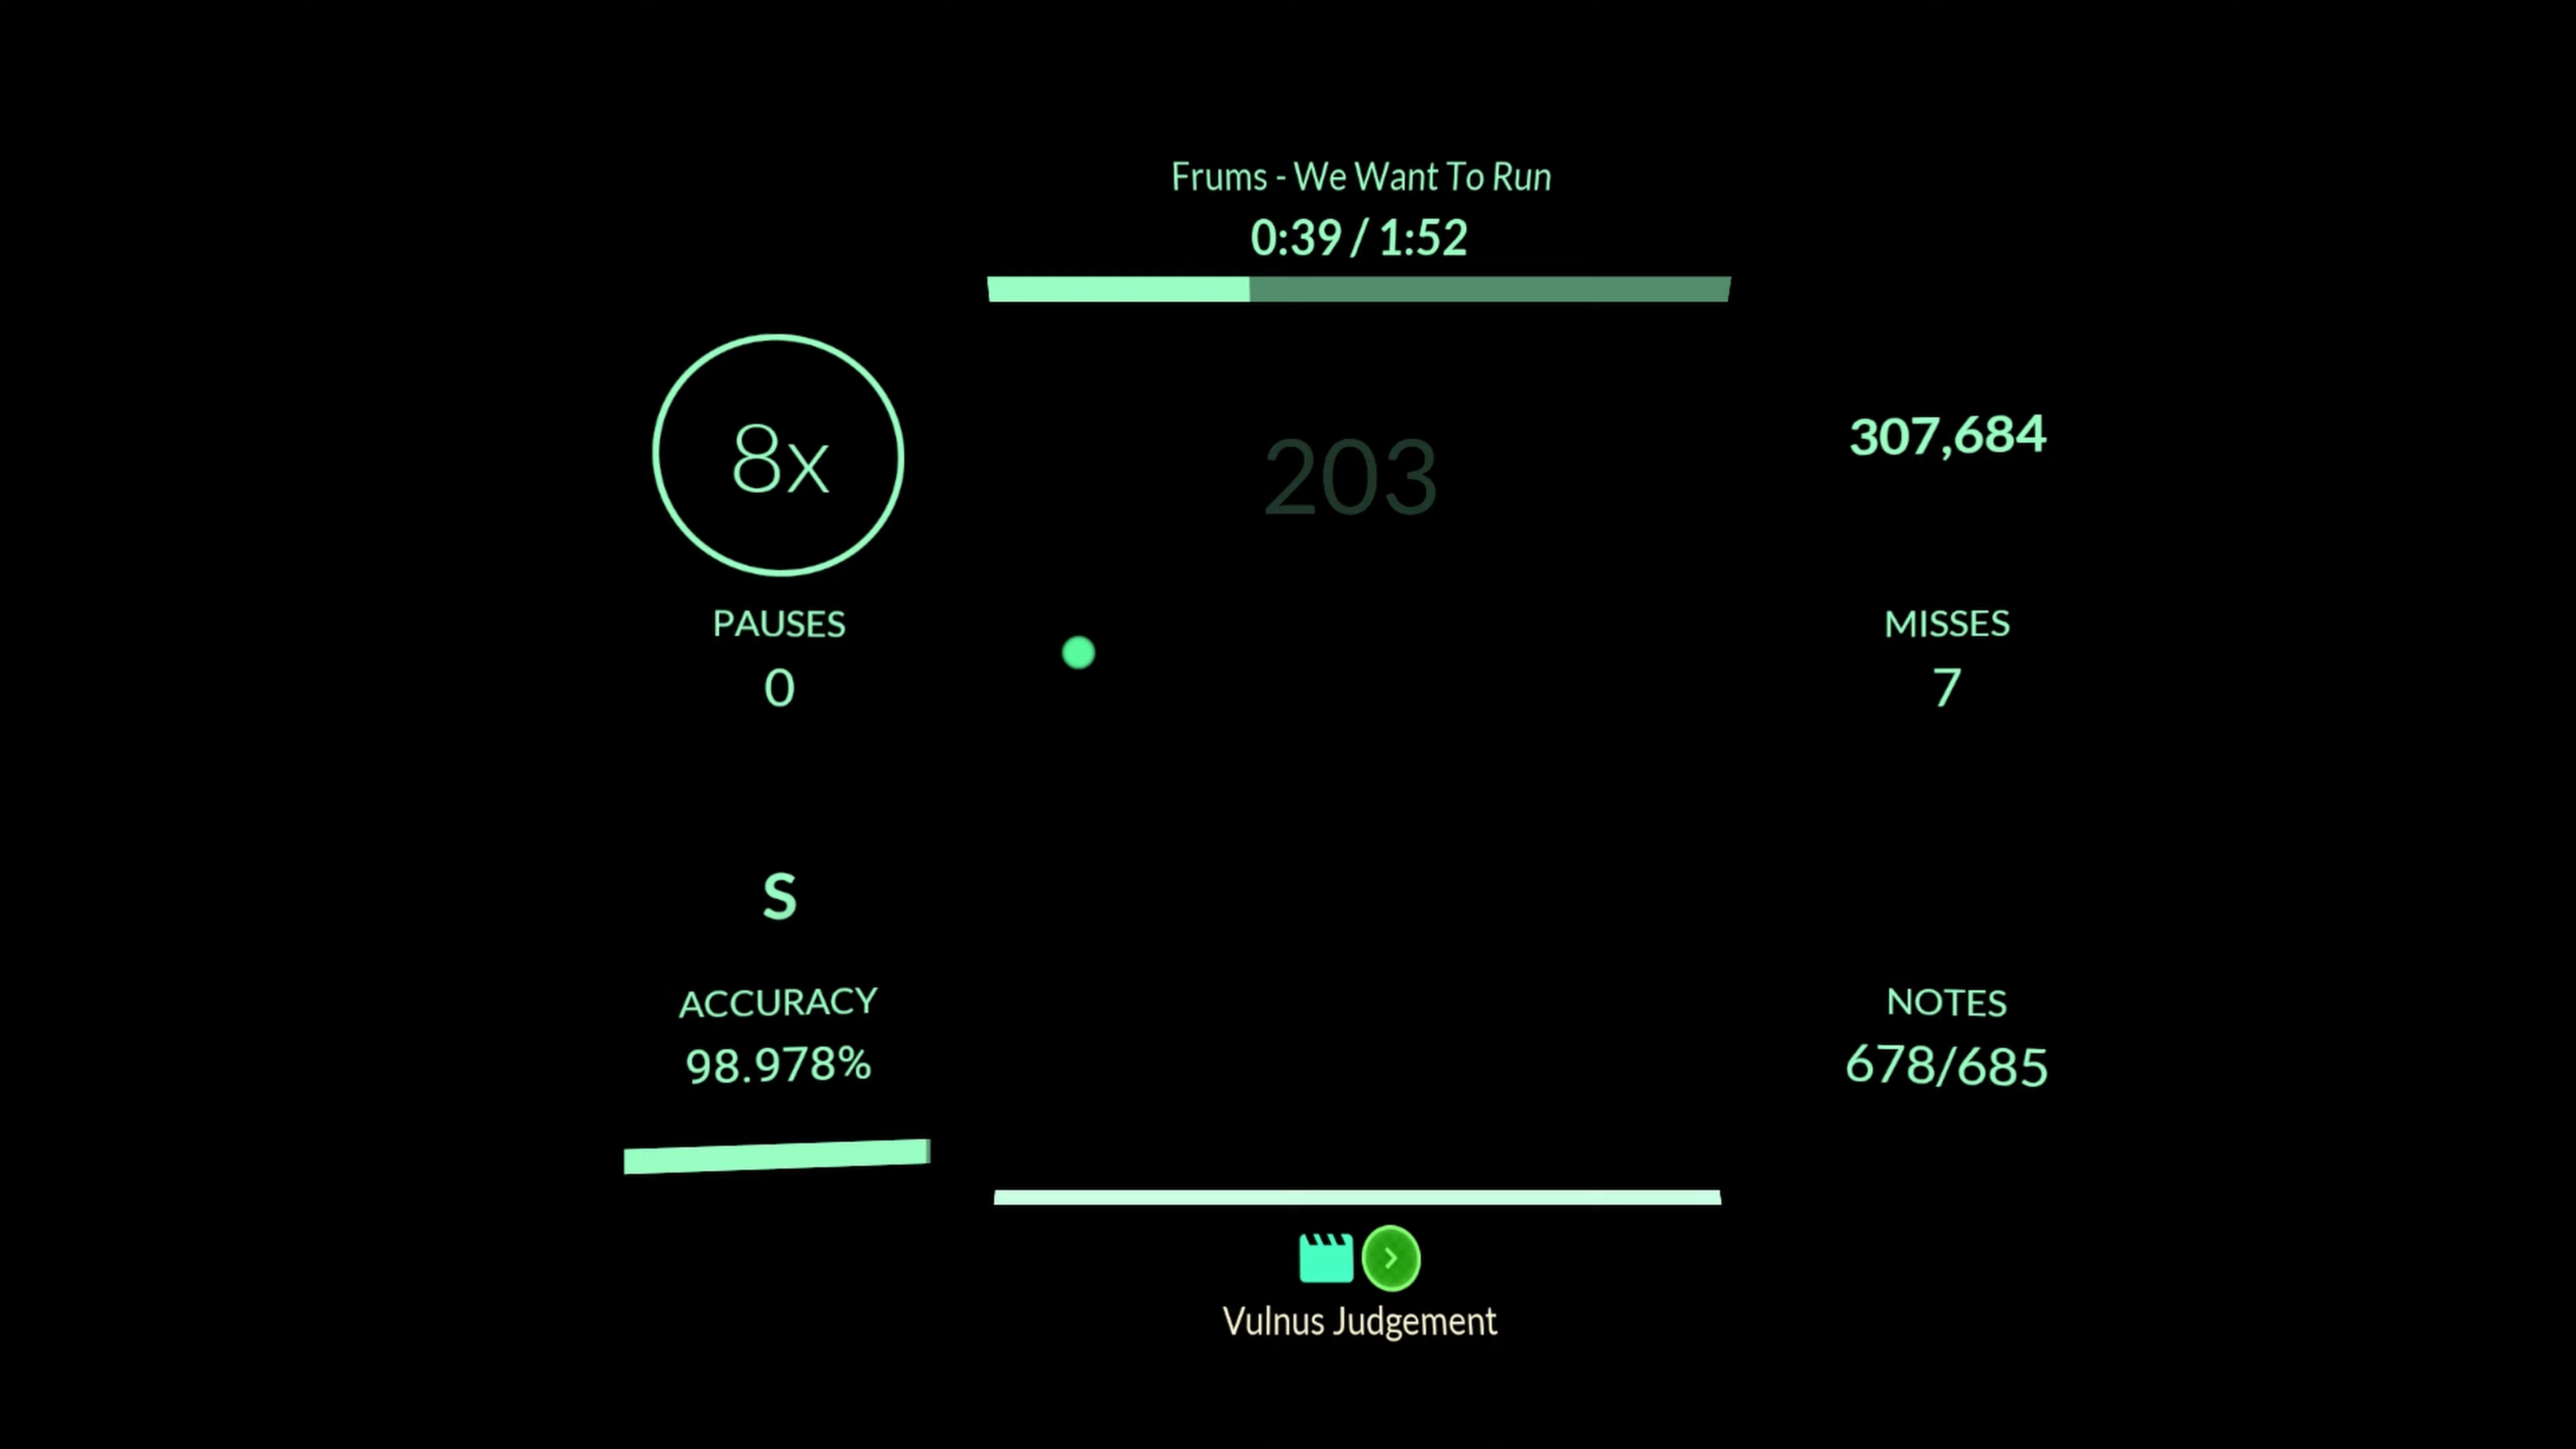 Frums - We Want To Run
0:39 / 1:52
8x
203
307,684
PAUSES
0
MISSES
7
S
ACCURACY
98.978%
NOTES
678/685
Vulnus Judgement